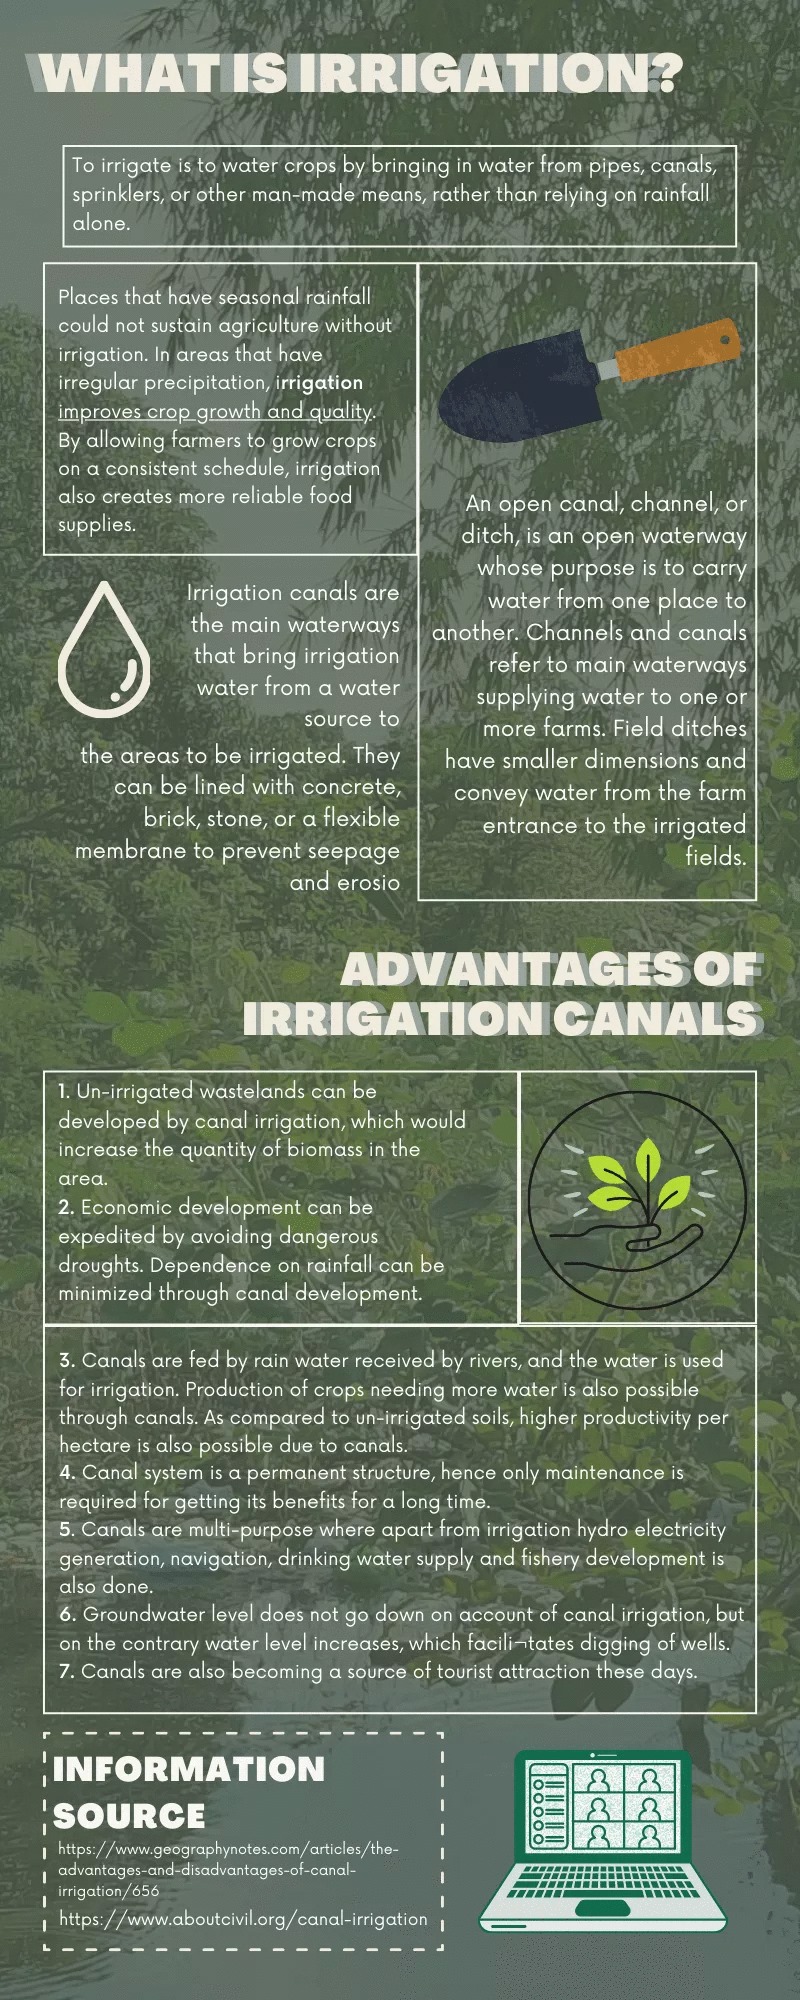 WHAT IS IRRIGATION?
To irrigate is to water crops by bringing in water from pipes, canals,
sprinklers, or other man-made means, rather than relying on rainfall
alone.
Places that have seasonal rainfall
could not sustain agriculture without
irrigation. In areas that have
irregular precipitation, irrigation
improves crop growth and quality.
By allowing farmers to grow crops
on a consistent schedule, irrigation
also creates more reliable food
supplies.
Irrigation canals are
the main waterways
that bring irrigation
water from a water
source to
the areas to be irrigated. They
can be lined with concrete,
brick, stone, or a flexible
membrane to prevent seepage
and erosio
An open canal, channel, or
ditch, is an open waterway
whose purpose is to carry
water from one place to
another. Channels and canals
refer to main waterways
supplying water to one or
more farms. Field ditches
have smaller dimensions and
convey water from the farm
entrance to the irrigated
fields.
ADVANTAGES OF
IRRIGATION CANALS
1. Un-irrigated wastelands can be
developed by canal irrigation, which would
increase the quantity of biomass in the
area.
2. Economic development can be
expedited by avoiding dangerous
droughts. Dependence on rainfall can be
minimized through canal development.
3. Canals are fed by rain water received by rivers, and the water is used
for irrigation. Production of crops needing more water is also possible
through canals. As compared to un-irrigated soils, higher productivity per
hectare is also possible due to canals.
4. Canal system is a permanent structure, hence only maintenance is
required for getting its benefits for a long time.
5. Canals are multi-purpose where apart from irrigation hydro electricity
generation, navigation, drinking water supply and fishery development is
also done.
6. Groundwater level does not go down on account of canal irrigation, but
on the contrary water level increases, which facili¬tates digging of wells.
7. Canals are also becoming a source of tourist attraction these days.
INFORMATION
SOURCE
https://www.geographynotes.com/articles/the-
advantages-and-disadvantages-of-canal-
irrigation/656
https://www.aboutcivil.org/canal-irrigation